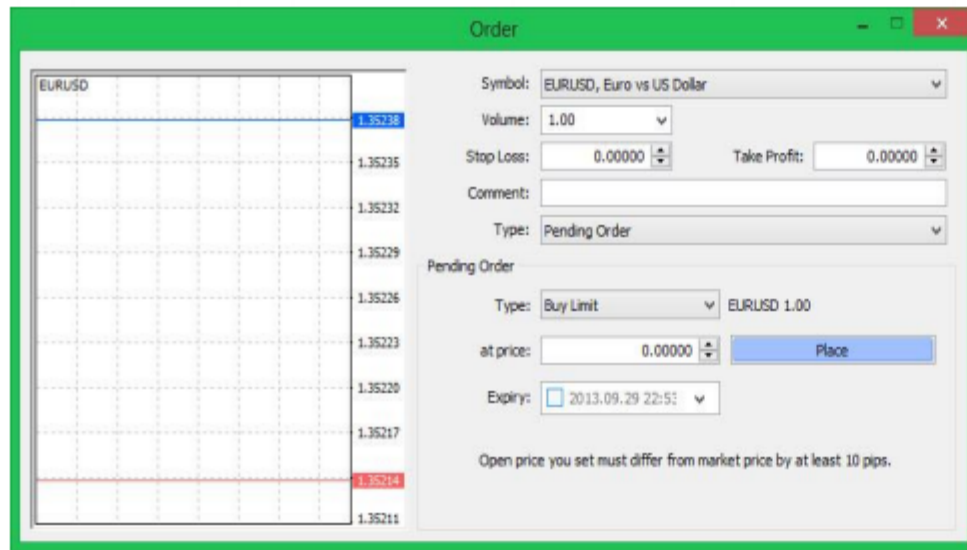 Order
EURUSD
1.35238
1.35235
1.35232
1.35229
1.35226
1.35223
1.35220
1.35217
1.35214
1.35211
Symbol: EURUSD, Euro vs US Dollar
Volume: 1.00
Stop Loss: 0.00000 Take Profit: 0.00000
Comment:
Type: Pending Order
Pending Order
Type: Buy Limit EURUSD 1.00
at price: 0.00000 Place
Expiry: 2013.09.29 22:53
Open price you set must differ from market price by at least 10 pips.